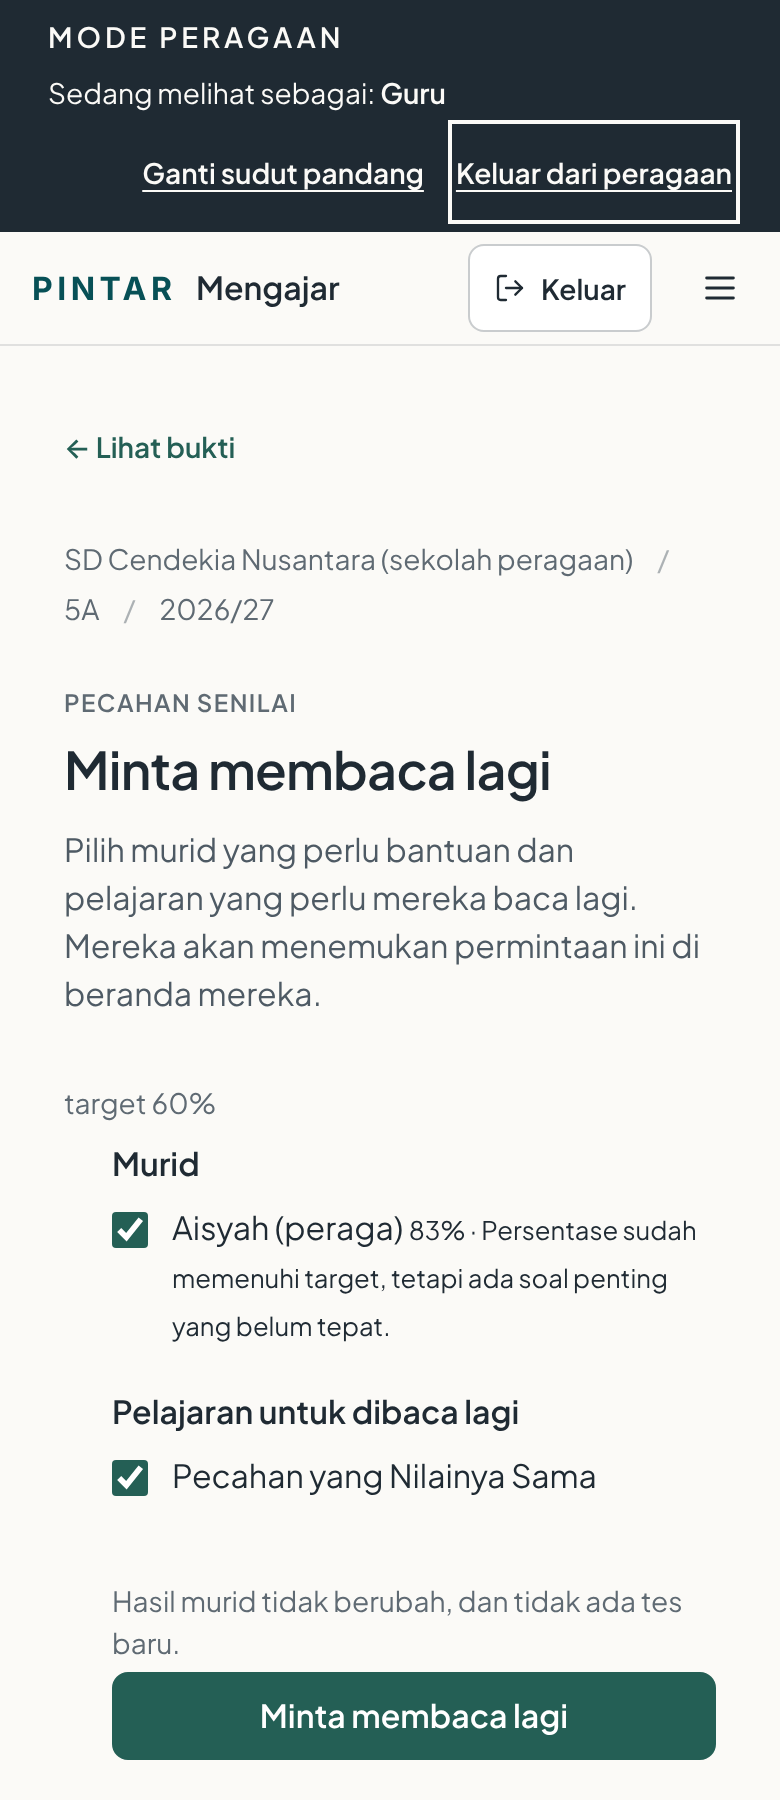 MODE PERAGAAN
Sedang melihat sebagai: Guru
Ganti sudut pandang Keluar dari peragaan
PINTAR Mengajar Keluar
← Lihat bukti
SD Cendekia Nusantara (sekolah peragaan) /
5A / 2026/27
PECAHAN SENILAI
Minta membaca lagi
Pilih murid yang perlu bantuan dan
pelajaran yang perlu mereka baca lagi.
Mereka akan menemukan permintaan ini di
beranda mereka.
target 60%
Murid
Aisyah (peraga) 83% · Persentase sudah
memenuhi target, tetapi ada soal penting
yang belum tepat.
Pelajaran untuk dibaca lagi
Pecahan yang Nilainya Sama
Hasil murid tidak berubah, dan tidak ada tes
baru.
Minta membaca lagi